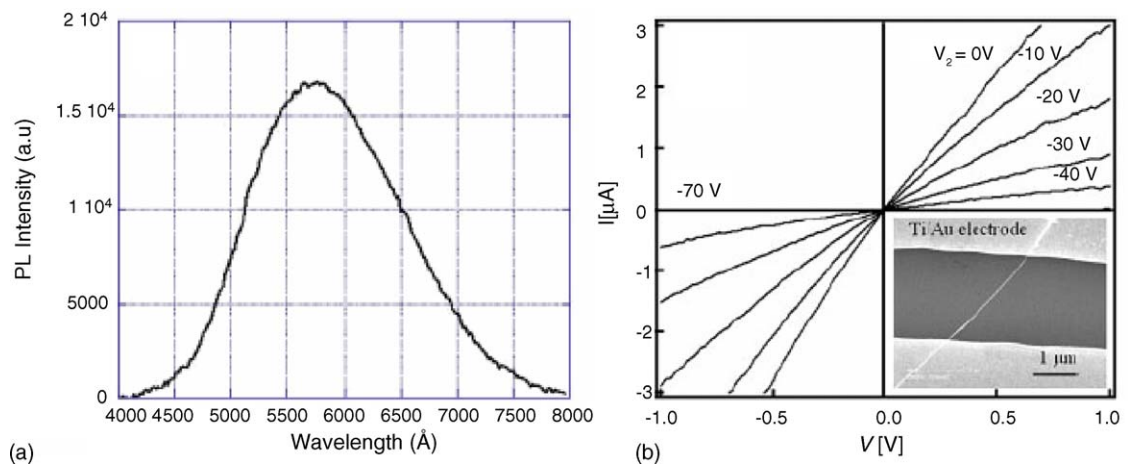 2 10⁴
1.5 10⁴
1 10⁴
5000
0
PL Intensity (a.u)
4000 4500 5000 5500 6000 6500 7000 7500 8000
Wavelength (Å)
(a)
3
2
1
0
-1
-2
-3
I[µA]
V₂ = 0V
-10 V
-20 V
-30 V
-40 V
-70 V
Ti/Au electrode
1 µm
-1.0 -0.5 0.0 0.5 1.0
V [V]
(b)